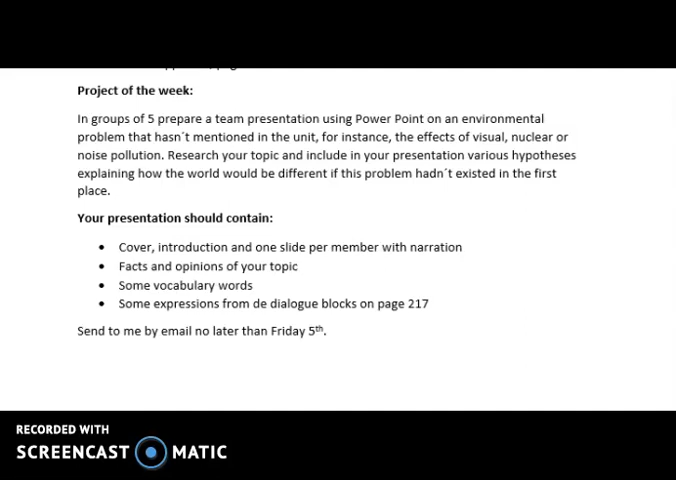 Project of the week:
In groups of 5 prepare a team presentation using Power Point on an environmental
problem that hasn´t mentioned in the unit, for instance, the effects of visual, nuclear or
noise pollution. Research your topic and include in your presentation various hypotheses
explaining how the world would be different if this problem hadn´t existed in the first
place.
Your presentation should contain:
• Cover, introduction and one slide per member with narration
• Facts and opinions of your topic
• Some vocabulary words
• Some expressions from de dialogue blocks on page 217
Send to me by email no later than Friday 5th.
RECORDED WITH
SCREENCAST MATIC